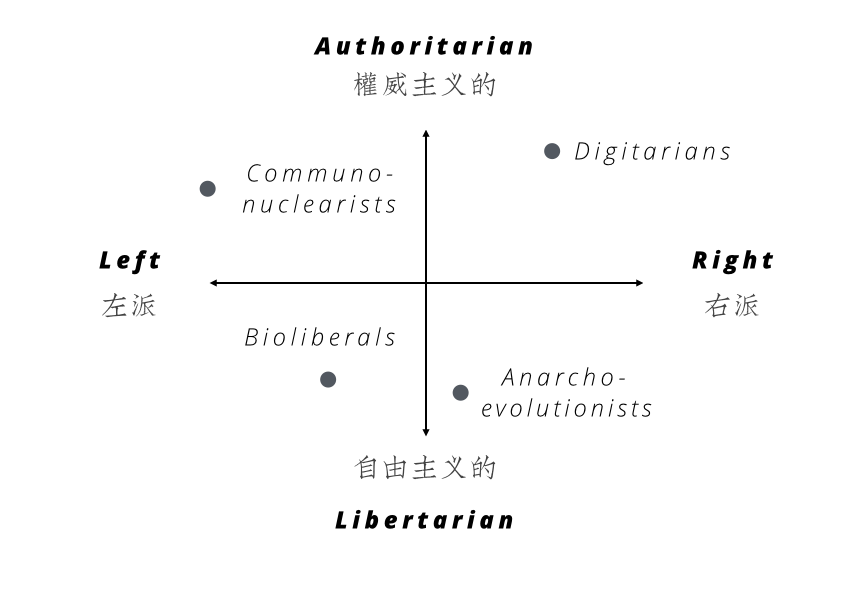 Authoritarian
權威主义的
Digitarians
Communo-
nuclearists
Left
Right
左派
右派
Bioliberals
Anarcho-
evolutionists
自由主义的
Libertarian